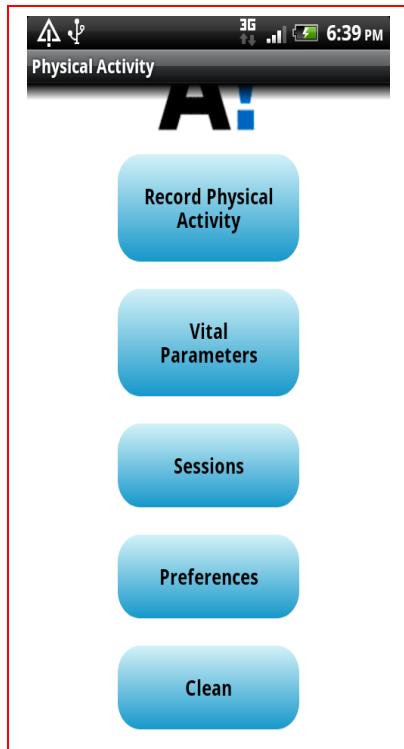 3G
6:39 PM
Physical Activity
A!
Record Physical
Activity
Vital
Parameters
Sessions
Preferences
Clean